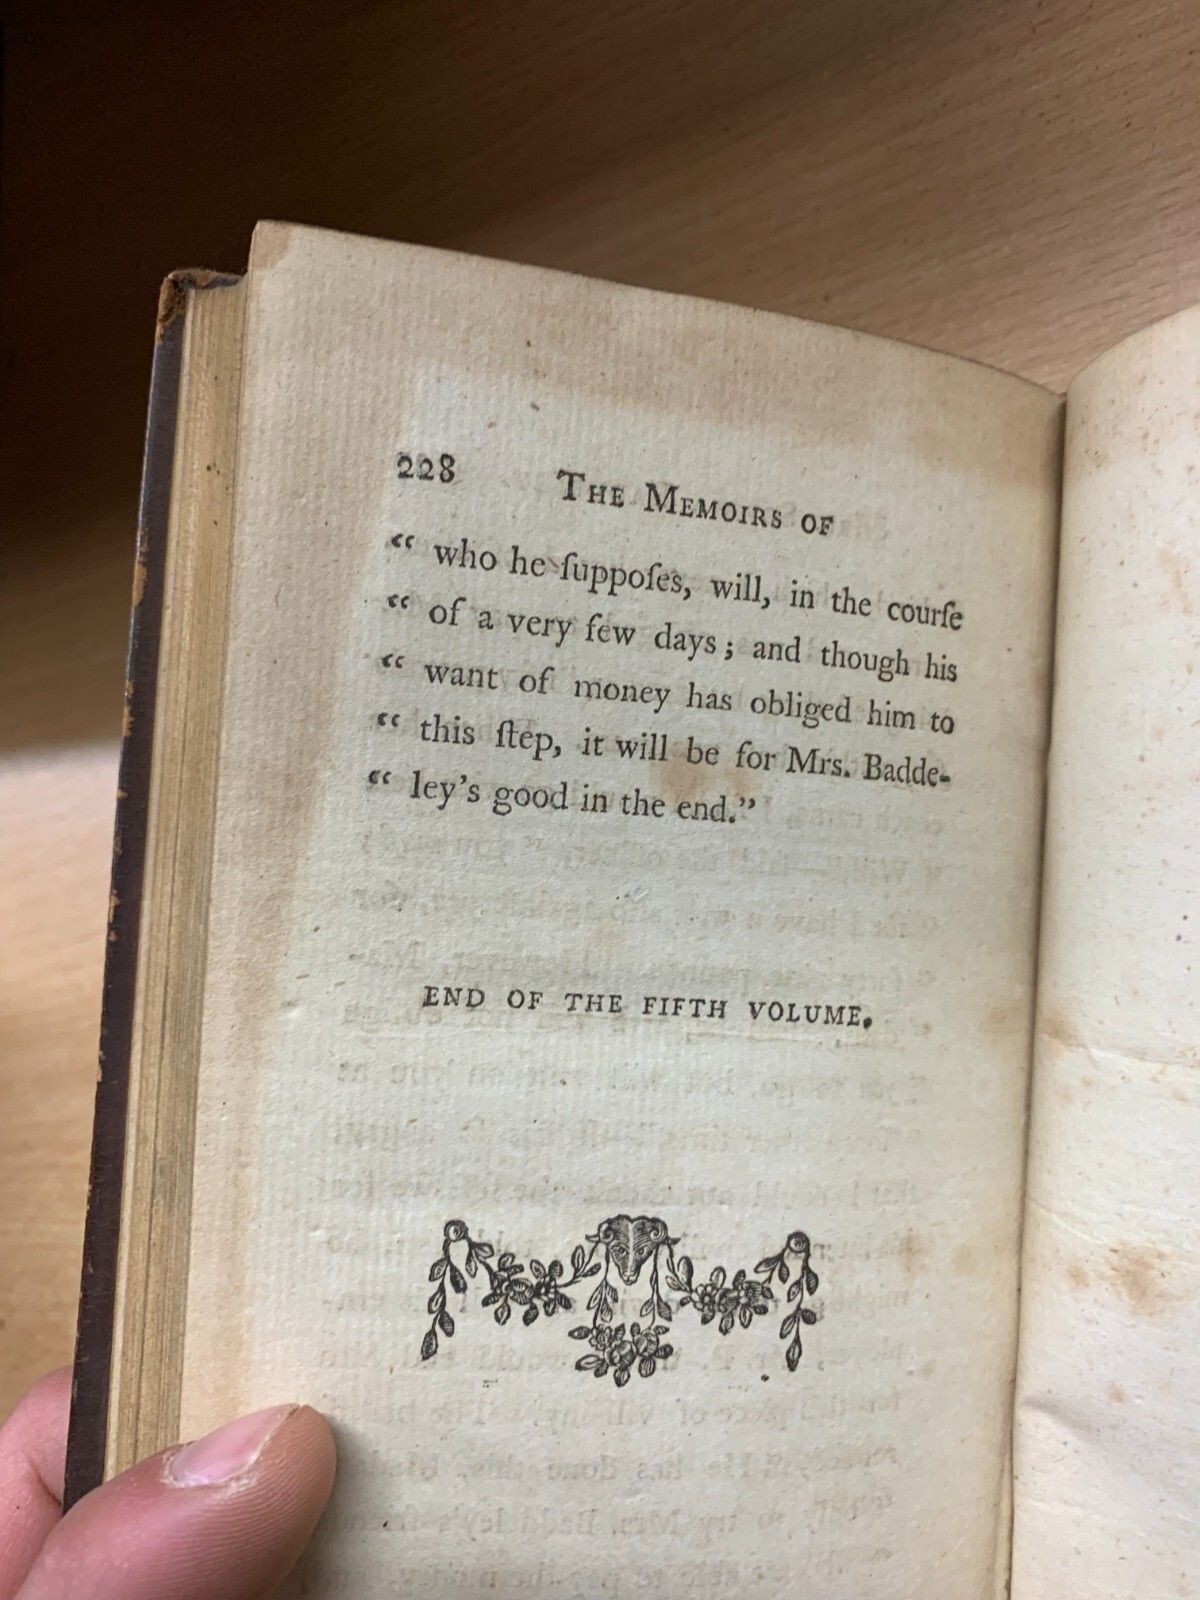 228 THE MEMOIRS OF
“ who he ſuppoſes, will, in the courſe
“ of a very few days; and though his
“ want of money has obliged him to
“ this ſtep, it will be for Mrs. Badde-
“ ley's good in the end.”
END OF THE FIFTH VOLUME.